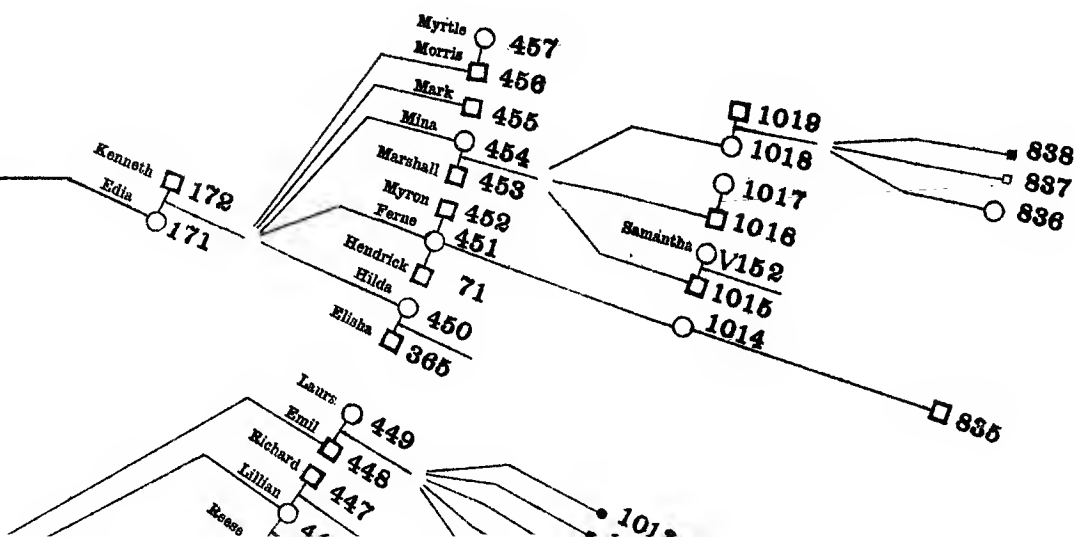 Myrtle 457
Morris 456
Mark 455
Mina 454
Marshall 453
Myron 452
Ferne 451
Hendrick 71
Hilda 450
Elisha 365
Kenneth 172
Edia 171
1019
1018
1017
1016
Samantha V152
1015
1014
838
837
836
835
Laurs
449
Emil 448
Richard 447
Lillian
Reese